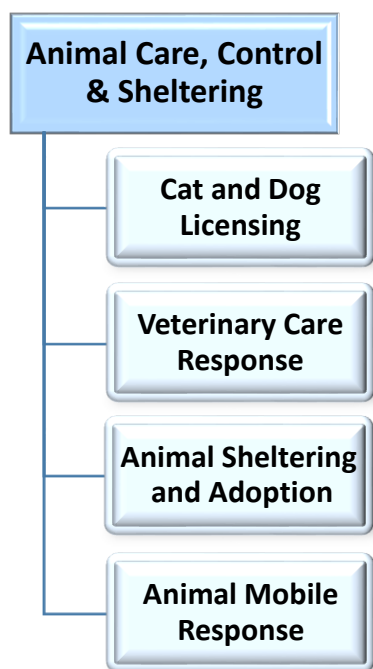 Animal Care, Control
& Sheltering
Cat and Dog
Licensing
Veterinary Care
Response
Animal Sheltering
and Adoption
Animal Mobile
Response